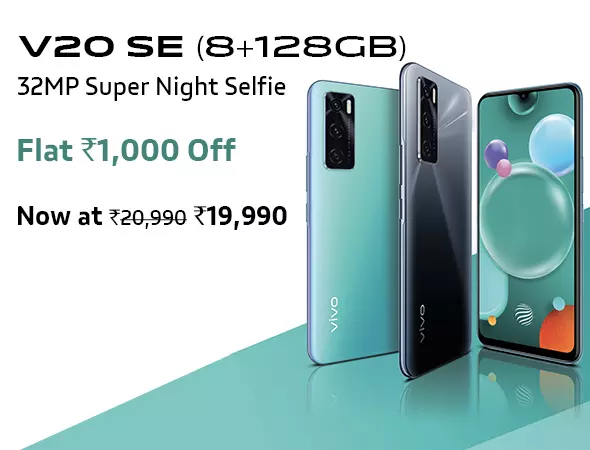 V20 SE (8+128GB)
32MP Super Night Selfie
Flat ₹1,000 Off
Now at ₹20,990 ₹19,990
vivo
vivo